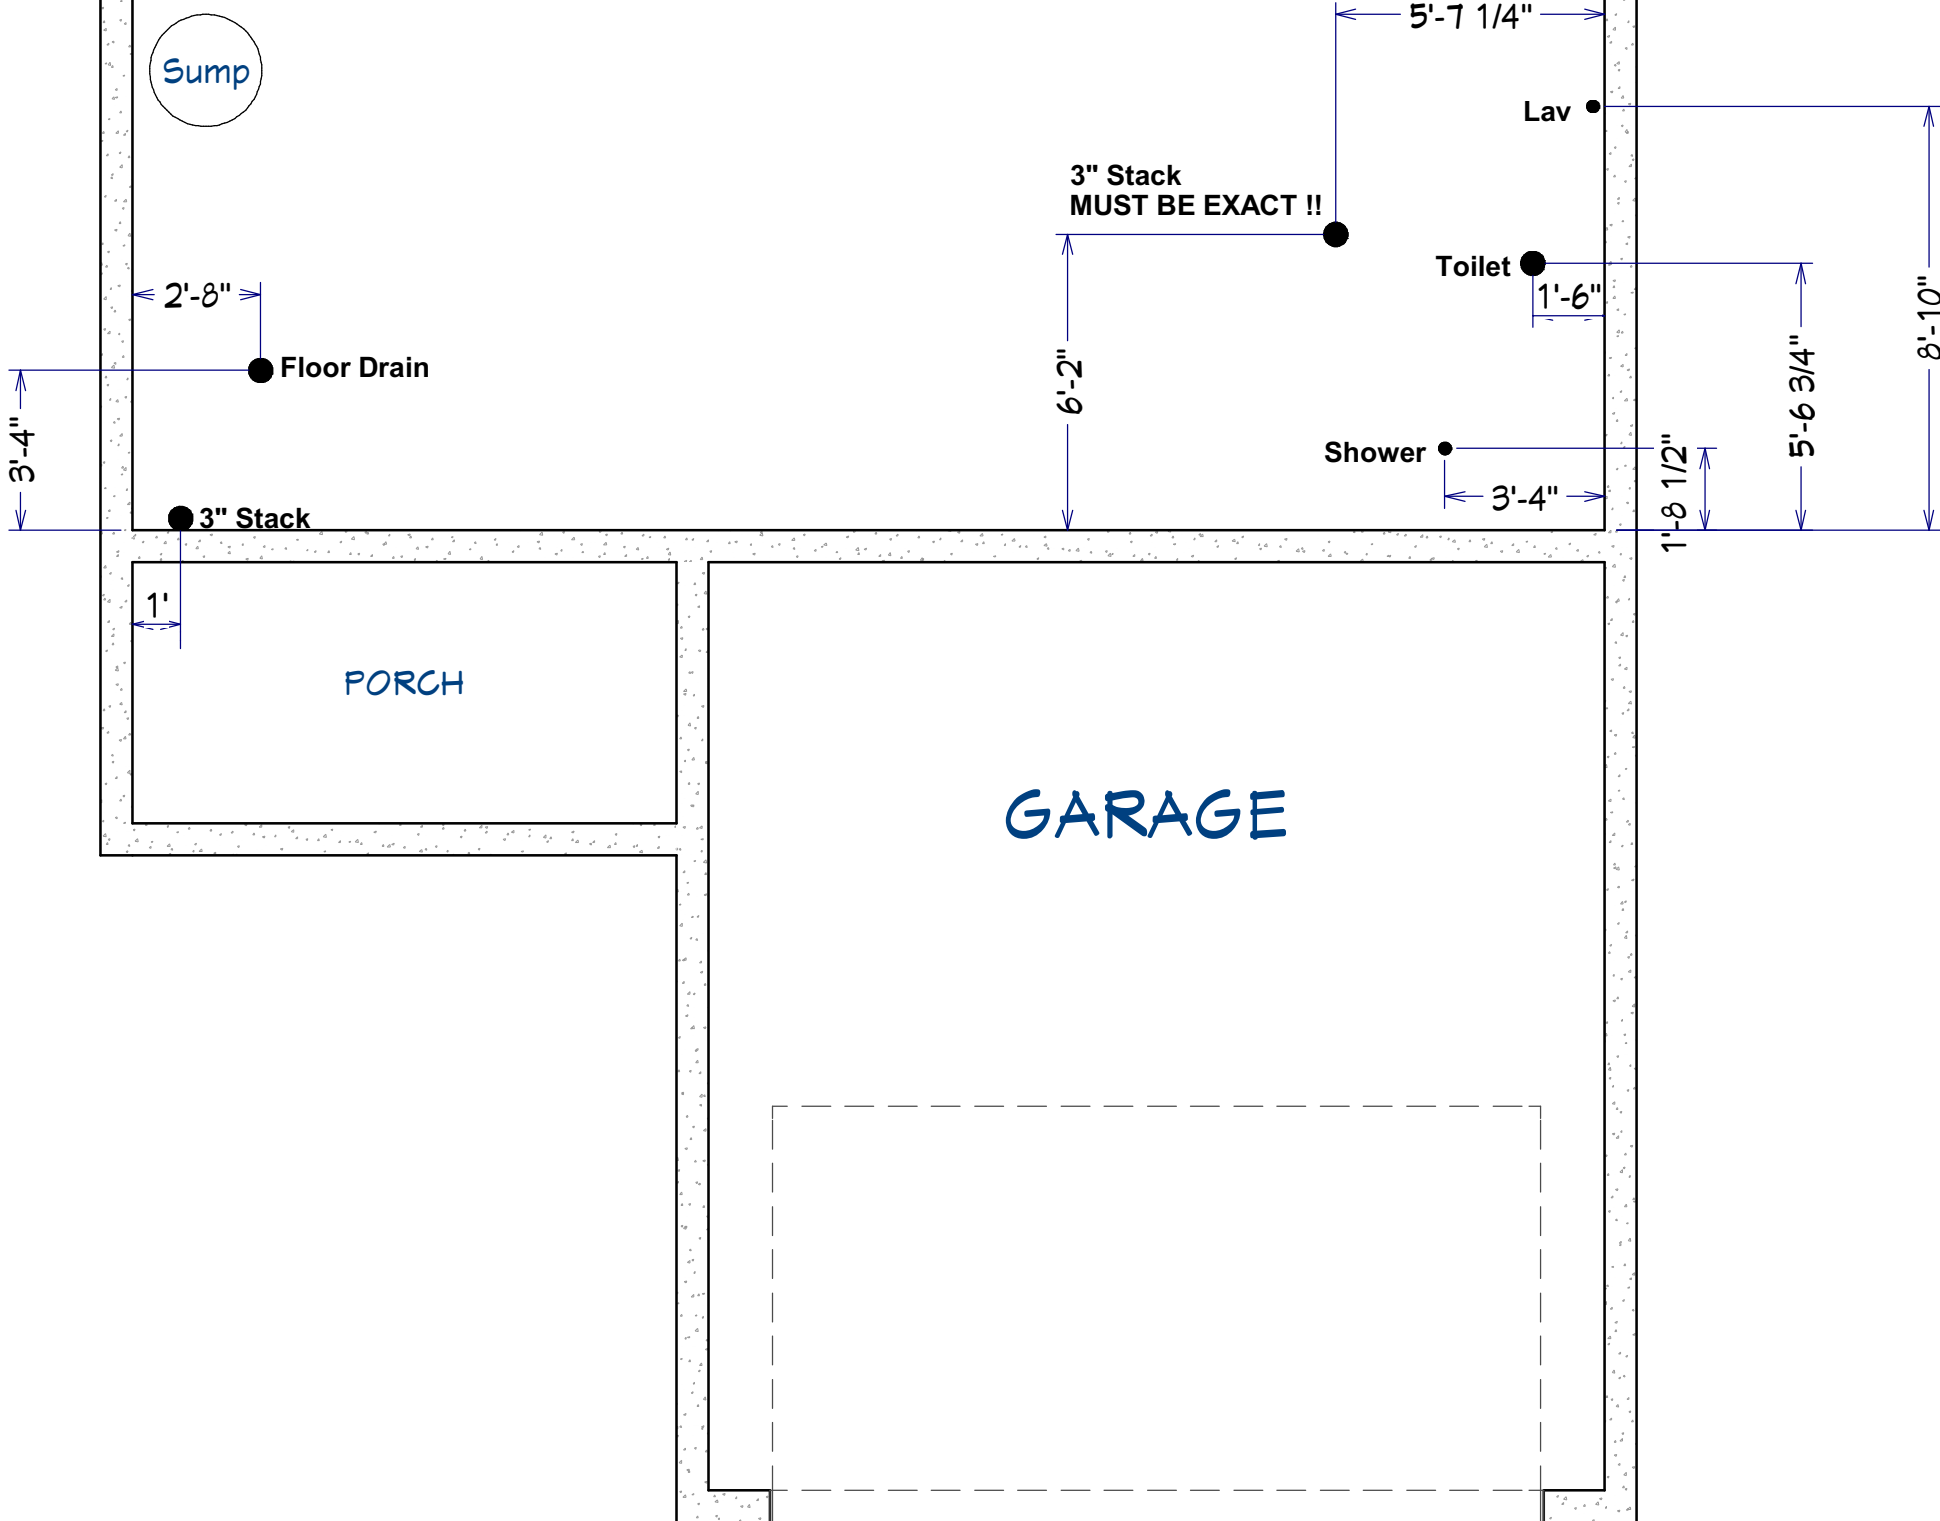 5'-7 1/4"
Sump
Lav
3" Stack
MUST BE EXACT !!
Toilet
2'-8"
1'-6"
8'-10"
Floor Drain
6'-2"
5'-6 3/4"
3'-4"
Shower
1'-8 1/2"
3'-4"
3" Stack
1'
PORCH
GARAGE